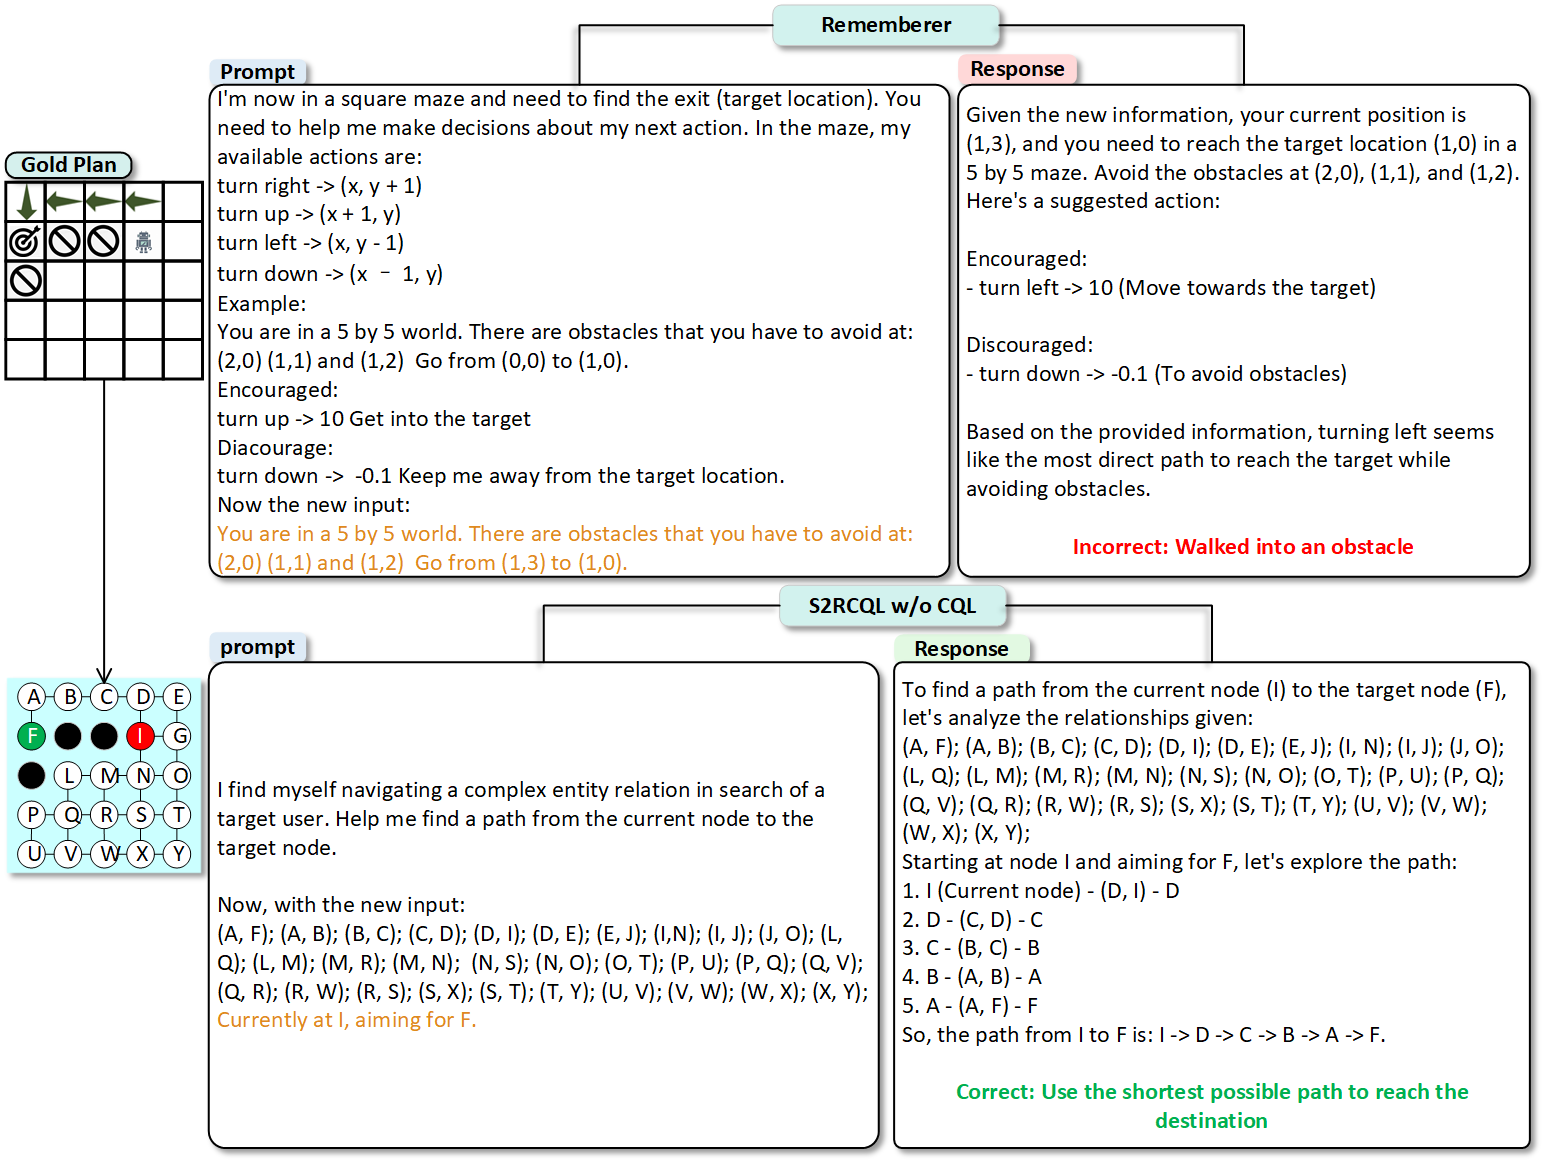 Rememberer
Prompt
I'm now in a square maze and need to find the exit (target location). You
need to help me make decisions about my next action. In the maze, my
available actions are:
turn right -> (x, y + 1)
turn up -> (x + 1, y)
turn left -> (x, y - 1)
turn down -> (x － 1, y)
Example:
You are in a 5 by 5 world. There are obstacles that you have to avoid at:
(2,0) (1,1) and (1,2)  Go from (0,0) to (1,0).
Encouraged:
turn up -> 10 Get into the target
Diacourage:
turn down ->  -0.1 Keep me away from the target location.
Now the new input:
You are in a 5 by 5 world. There are obstacles that you have to avoid at:
(2,0) (1,1) and (1,2)  Go from (1,3) to (1,0).
Response
Given the new information, your current position is
(1,3), and you need to reach the target location (1,0) in a
5 by 5 maze. Avoid the obstacles at (2,0), (1,1), and (1,2).
Here's a suggested action:
Encouraged:
- turn left -> 10 (Move towards the target)
Discouraged:
- turn down -> -0.1 (To avoid obstacles)
Based on the provided information, turning left seems
like the most direct path to reach the target while
avoiding obstacles.
Incorrect: Walked into an obstacle
Gold Plan
S2RCQL w/o CQL
prompt
I find myself navigating a complex entity relation in search of a
target user. Help me find a path from the current node to the
target node.
Now, with the new input:
(A, F); (A, B); (B, C); (C, D); (D, I); (D, E); (E, J); (I,N); (I, J); (J, O); (L,
Q); (L, M); (M, R); (M, N);  (N, S); (N, O); (O, T); (P, U); (P, Q); (Q, V);
(Q, R); (R, W); (R, S); (S, X); (S, T); (T, Y); (U, V); (V, W); (W, X); (X, Y);
Currently at I, aiming for F.
Response
To find a path from the current node (I) to the target node (F),
let's analyze the relationships given:
(A, F); (A, B); (B, C); (C, D); (D, I); (D, E); (E, J); (I, N); (I, J); (J, O);
(L, Q); (L, M); (M, R); (M, N); (N, S); (N, O); (O, T); (P, U); (P, Q);
(Q, V); (Q, R); (R, W); (R, S); (S, X); (S, T); (T, Y); (U, V); (V, W);
(W, X); (X, Y);
Starting at node I and aiming for F, let's explore the path:
1. I (Current node) - (D, I) - D
2. D - (C, D) - C
3. C - (B, C) - B
4. B - (A, B) - A
5. A - (A, F) - F
So, the path from I to F is: I -> D -> C -> B -> A -> F.
Correct: Use the shortest possible path to reach the
destination
A B C D E
F I G
L M N O
P Q R S T
U V W X Y